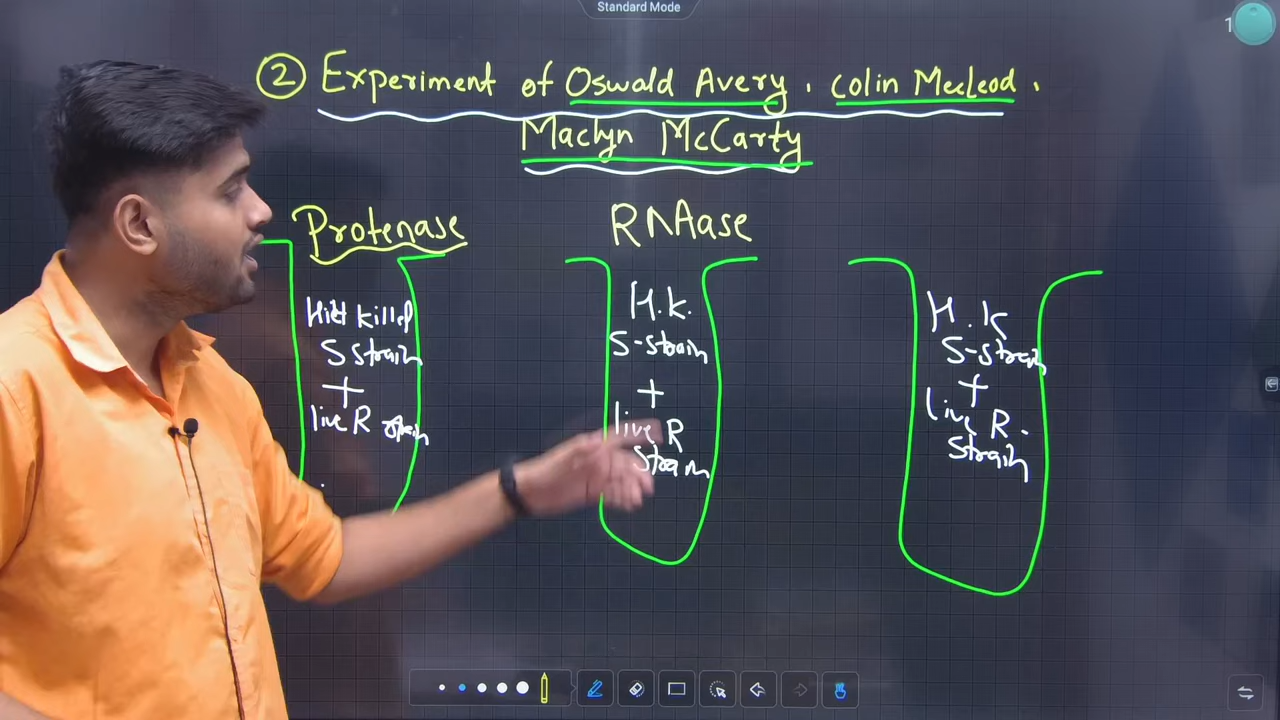 Standard Mode
1
② Experiment of Oswald Avery, Colin MacLeod,
Maclyn McCarty
Protenase
Heat killed
S strain
+
live R strain
RNAase
H.K.
S-strain
+
live R
Strain
H.K
S-strain
+
live R.
Strain